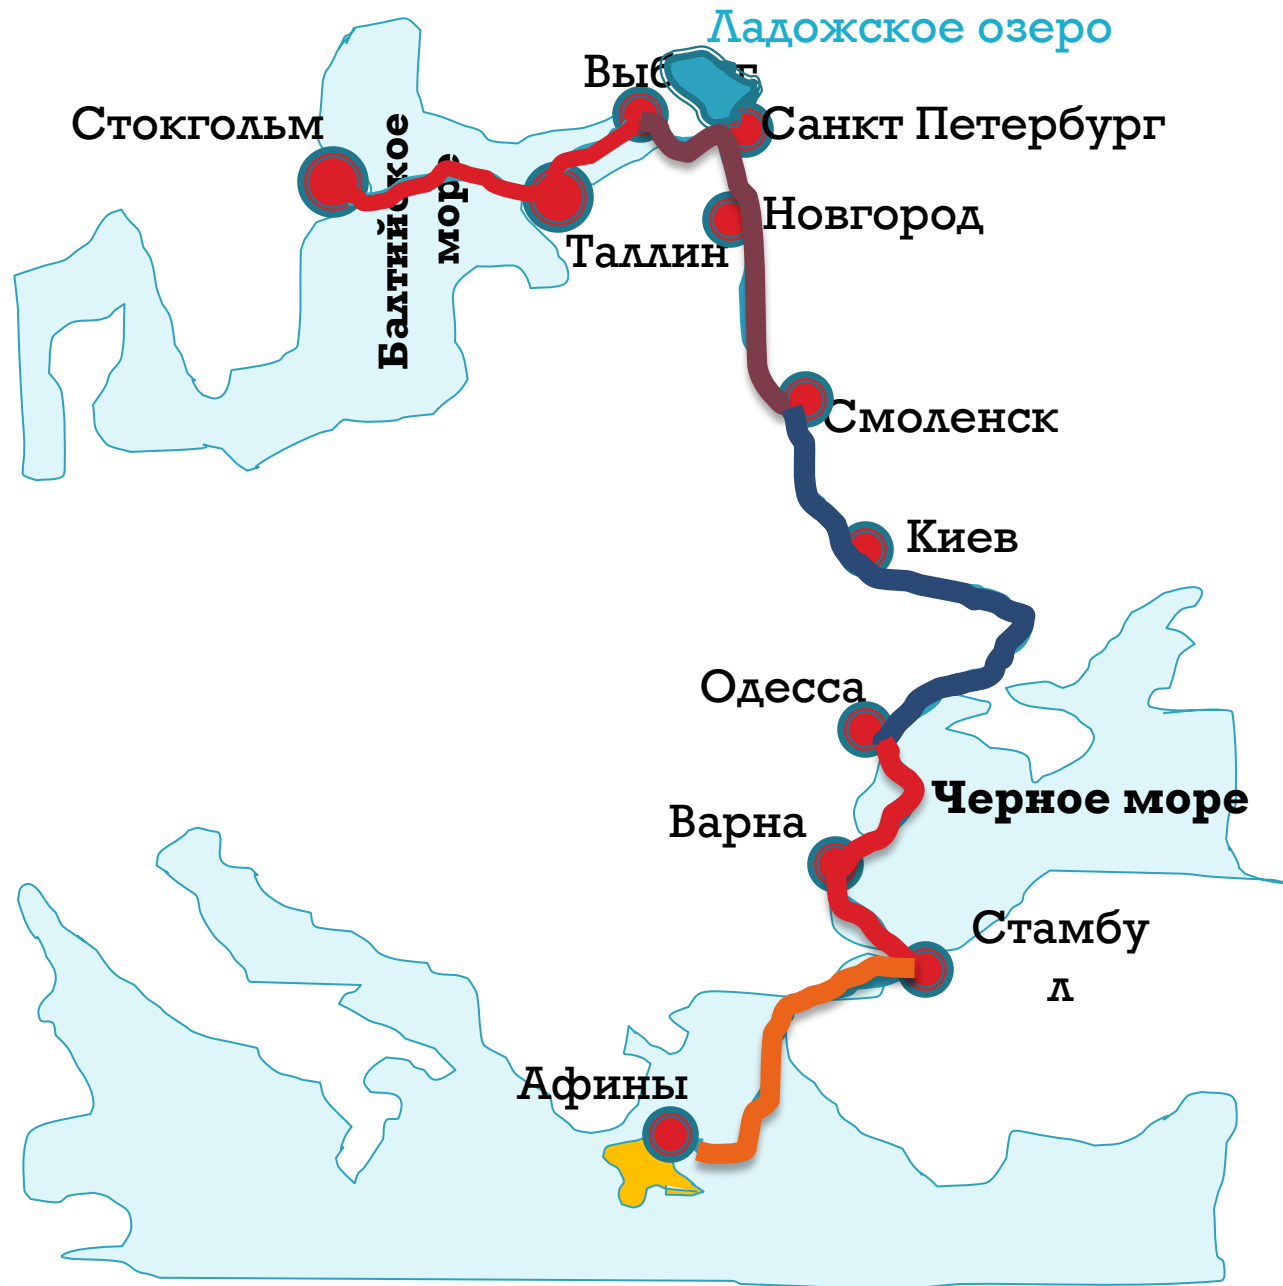 Ладожское озеро
Стокгольм
Санкт Петербург
Балтийское
море
Новгород
Таллин
Смоленск
Киев
Одесса
Черное море
Варна
Стамбу
л
Афины